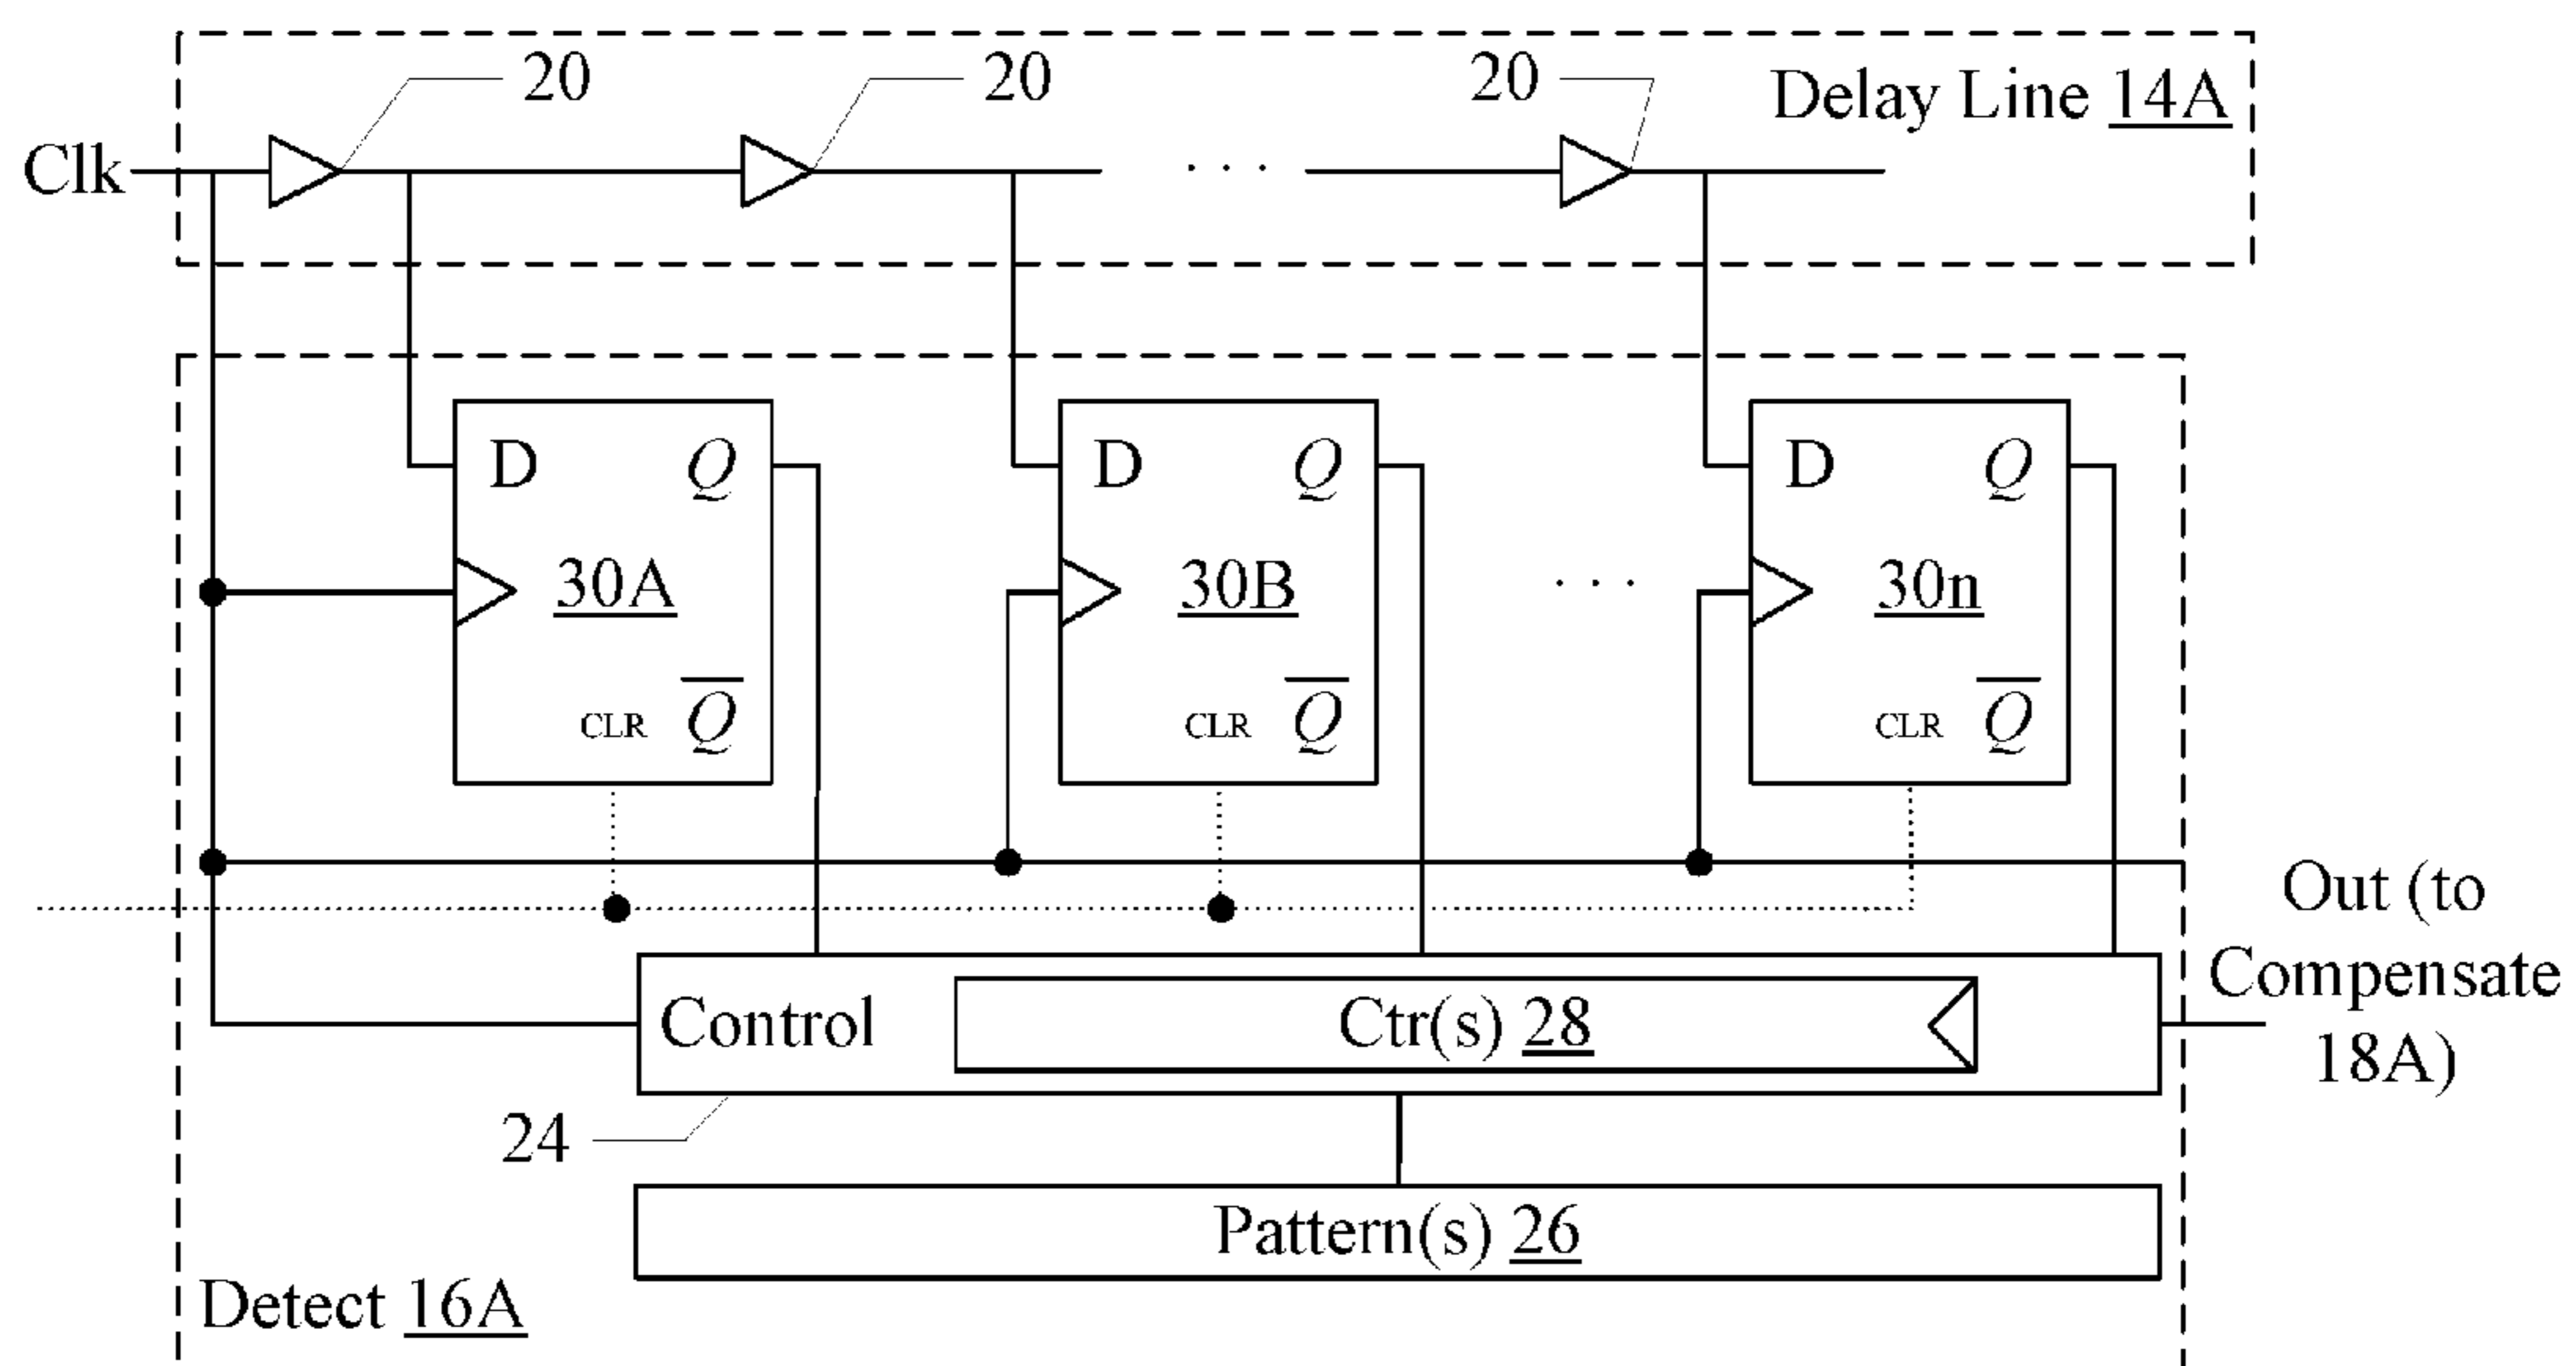 20
20
20
Delay Line 14A
Clk
. . .
D Q
30A
CLR Q
D Q
30B
CLR Q
. . .
D Q
30n
CLR Q
Out (to
Compensate
18A)
Control
Ctr(s) 28
24
Pattern(s) 26
Detect 16A